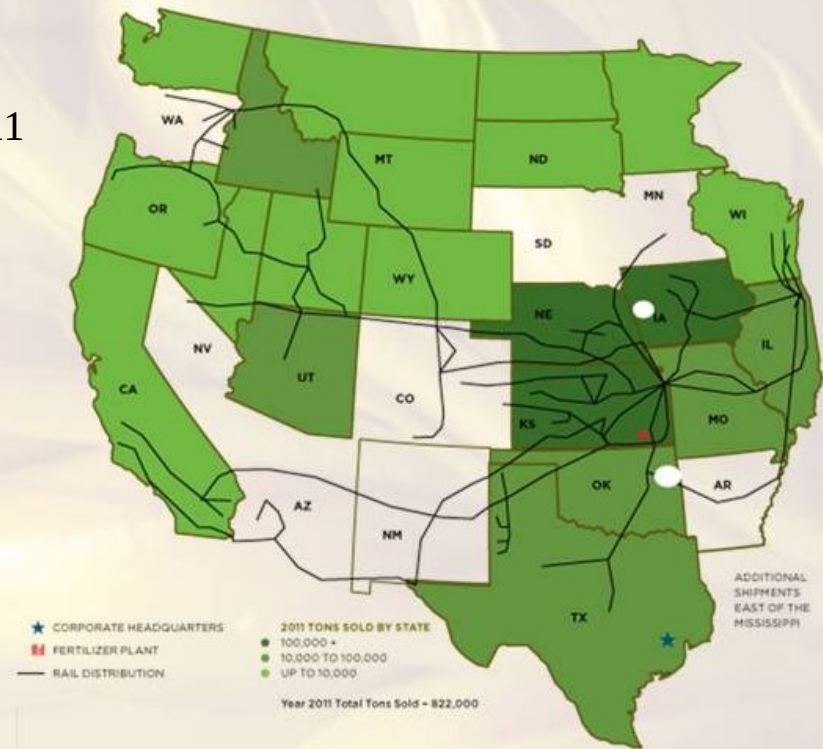 11
WA
MT
ND
MN
OR
WI
SD
WY
NE
IA
NV
IL
UT
CO
CA
KS
MO
OK
AR
AZ
NM
TX
ADDITIONAL
SHIPMENTS
EAST OF THE
MISSISSIPPI
CORPORATE HEADQUARTERS
FERTILIZER PLANT
RAIL DISTRIBUTION
2011 TONS SOLD BY STATE
100,000 +
10,000 TO 100,000
UP TO 10,000
Year 2011 Total Tons Sold - 822,000